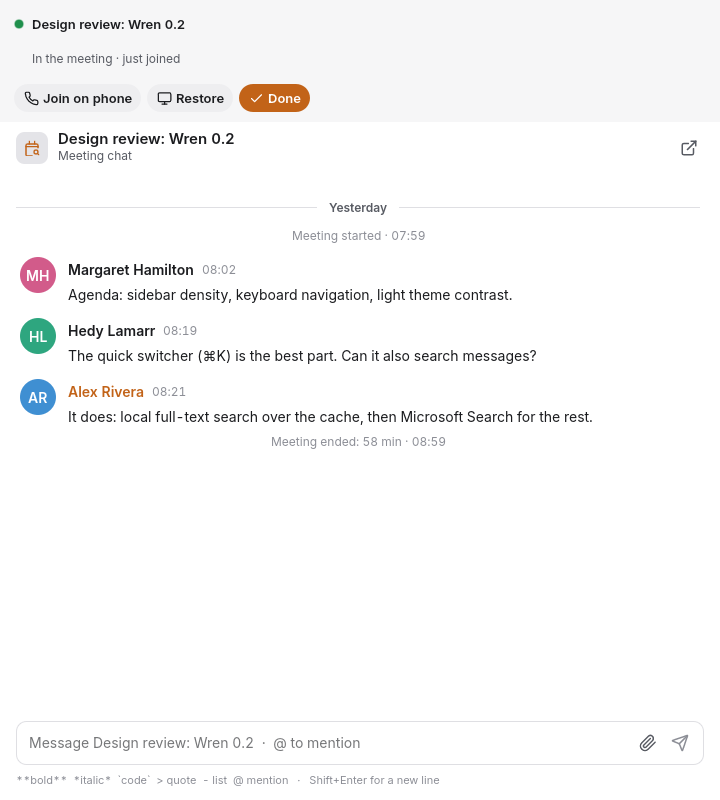 Design review: Wren 0.2
In the meeting · just joined
Join on phone Restore Done
Design review: Wren 0.2
Meeting chat
Yesterday
Meeting started · 07:59
MH Margaret Hamilton 08:02
Agenda: sidebar density, keyboard navigation, light theme contrast.
HL Hedy Lamarr 08:19
The quick switcher (⌘K) is the best part. Can it also search messages?
AR Alex Rivera 08:21
It does: local full-text search over the cache, then Microsoft Search for the rest.
Meeting ended: 58 min · 08:59
Message Design review: Wren 0.2 · @ to mention
**bold** *italic* `code` > quote - list @ mention · Shift+Enter for a new line